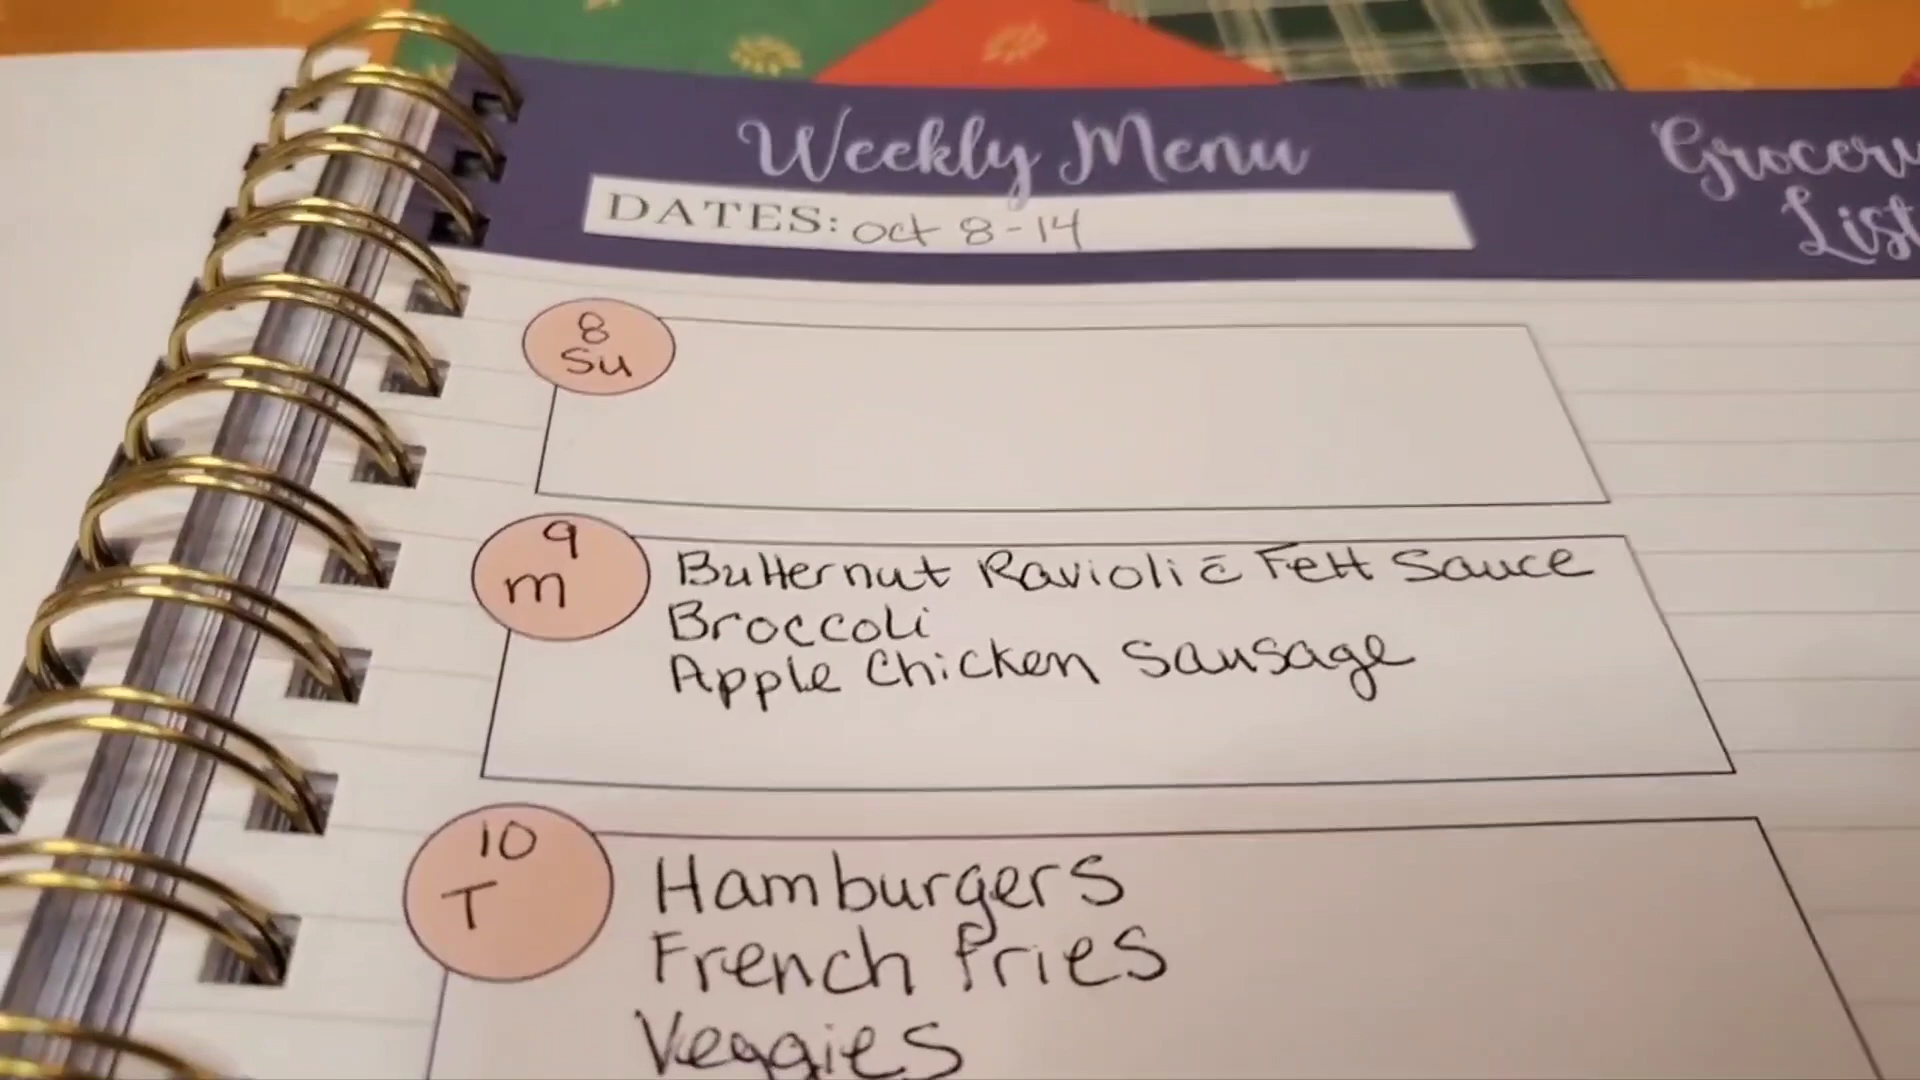 Weekly Menu
Grocery
List
DATES: Oct 8-14
8
Su
9
M
Butternut Ravioli c̄ Fett Sauce
Broccoli
Apple Chicken Sausage
10
T
Hamburgers
French Fries
Veggies